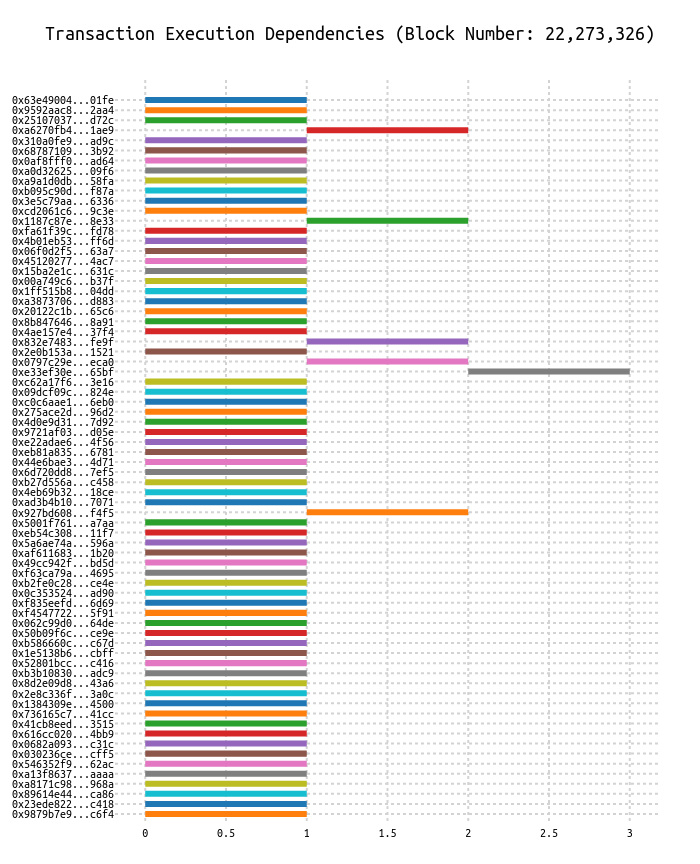 Transaction Execution Dependencies (Block Number: 22,273,326)
0x63e49004...01fe
0x9592aac8...2aa4
0x25107037...d72c
0xa6270fb4...1ae9
0x310a0fe9...ad9c
0x68787109...3b92
0x0af8fff0...ad64
0xa0d32625...09f6
0xa9a1d0db...58fa
0xb095c90d...f87a
0x3e5c79aa...6336
0xcd2061c6...9c3e
0x1187c87e...8e33
0xfa61f39c...fd78
0x4b01eb53...ff6d
0x06f0d2f5...63a7
0x45120277...4ac7
0x15ba2e1c...631c
0x00a749c6...b37f
0x1ff515b8...04dd
0xa3873706...d883
0x20122c1b...65c6
0x8b847646...8a91
0x4ae157e4...37f4
0x832e7483...fe9f
0x2e0b153a...1521
0x0797c29e...eca0
0xe33ef30e...65bf
0xc62a17f6...3e16
0x09dcf09c...824e
0xc0c6aae1...6eb0
0x275ace2d...96d2
0x4d0e9d31...7d92
0x9721af03...d05e
0xe22adae6...4f56
0xeb81a835...6781
0x44e6bae3...4d71
0x6d720dd8...7ef5
0xb27d556a...c458
0x4eb69b32...18ce
0xad3b4b10...7071
0x927bd608...f4f5
0x5001f761...a7aa
0xeb54c308...11f7
0x5a6ae74a...596a
0xaf611683...1b20
0x49cc942f...bd5d
0xf63ca79a...4695
0xb2fe0c28...ce4e
0x0c353524...ad90
0xf835eefd...6d69
0xf4547722...5f91
0x062c99d0...64de
0x50b09f6c...ce9e
0xb586660c...c67d
0x1e5138b6...cbff
0x52801bcc...c416
0xb3b10830...adc9
0x8d2e09d8...43a6
0x2e8c336f...3a0c
0x1384309e...4500
0x736165c7...41cc
0x41cb8eed...3515
0x616cc020...4bb9
0x0682a093...c31c
0x030236ce...cff5
0x546352f9...62ac
0xa13f8637...aaaa
0xa8171c98...968a
0x89614e44...ca86
0x23ede822...c418
0x9879b7e9...c6f4
0 0.5 1 1.5 2 2.5 3